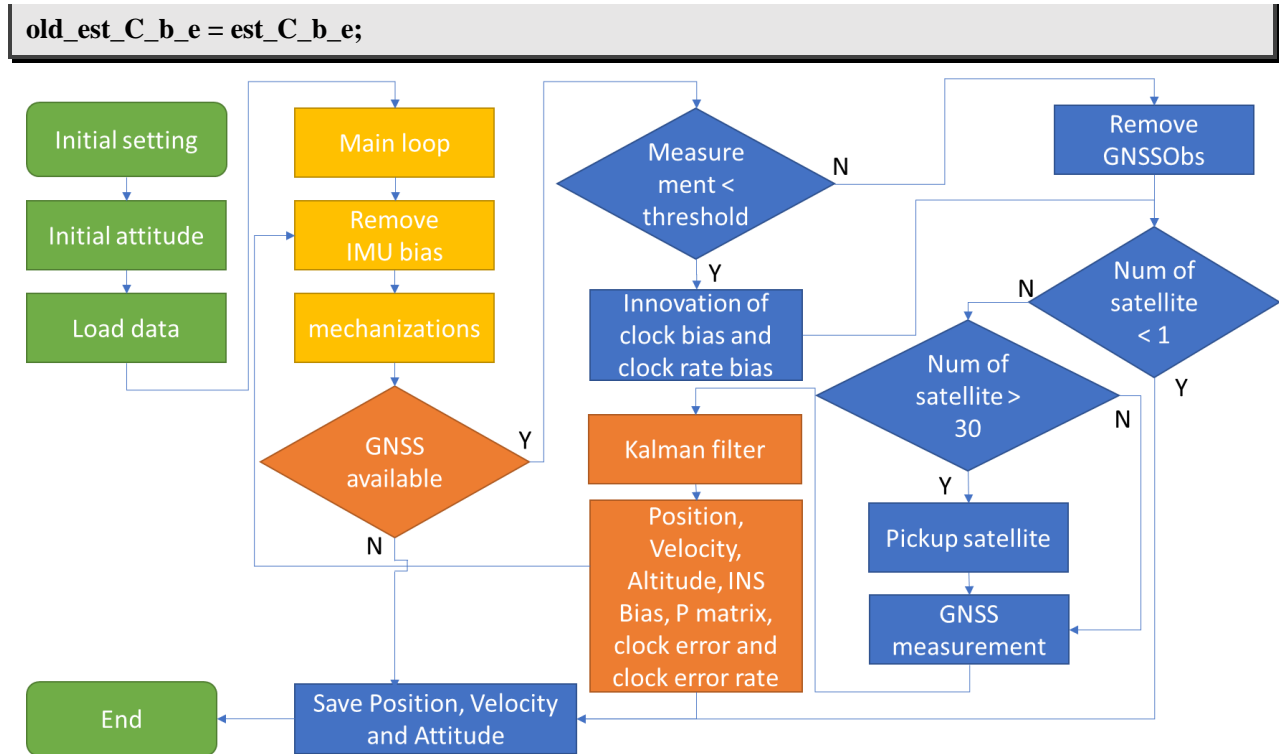 old_est_C_b_e = est_C_b_e;
Initial setting
Initial attitude
Load data
Main loop
Remove
IMU bias
mechanizations
GNSS
available
Y
N
Measure
ment <
threshold
N
Y
Innovation of
clock bias and
clock rate bias
Remove
GNSSObs
Num of
satellite
< 1
N
Y
Num of
satellite >
30
N
Y
Pickup satellite
GNSS
measurement
Kalman filter
Position,
Velocity,
Altitude, INS
Bias, P matrix,
clock error and
clock error rate
Save Position, Velocity
and Attitude
End